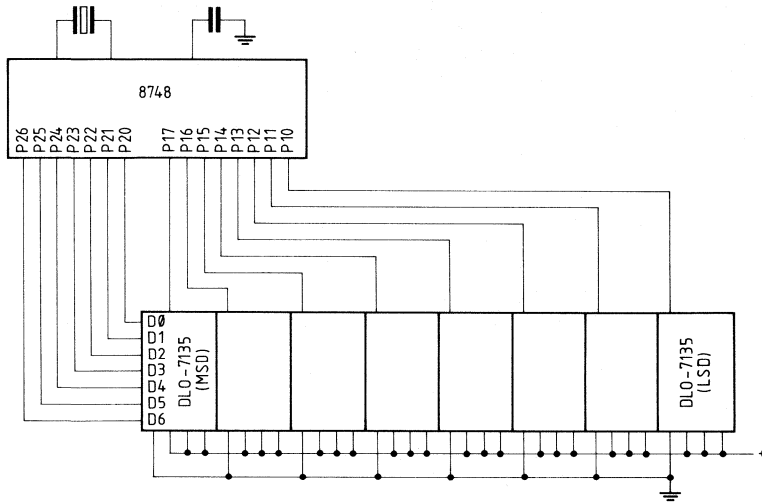 8748
P26 P25 P24 P23 P22 P21 P20 P17 P16 P15 P14 P13 P12 P11 P10
DØ
D1
D2
D3
D4
D5
D6
DLO-7135
(MSD)
DLO-7135
(LSD)
+